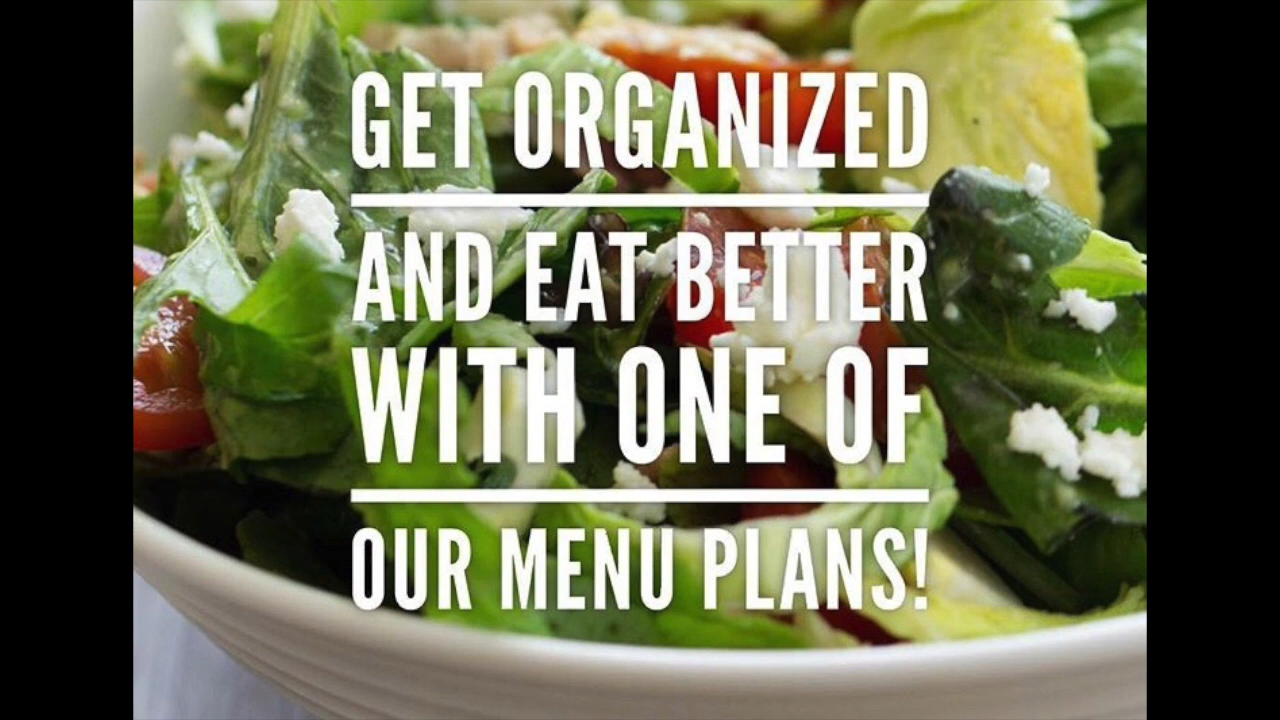 GET ORGANIZED
AND EAT BETTER
WITH ONE OF
OUR MENU PLANS!